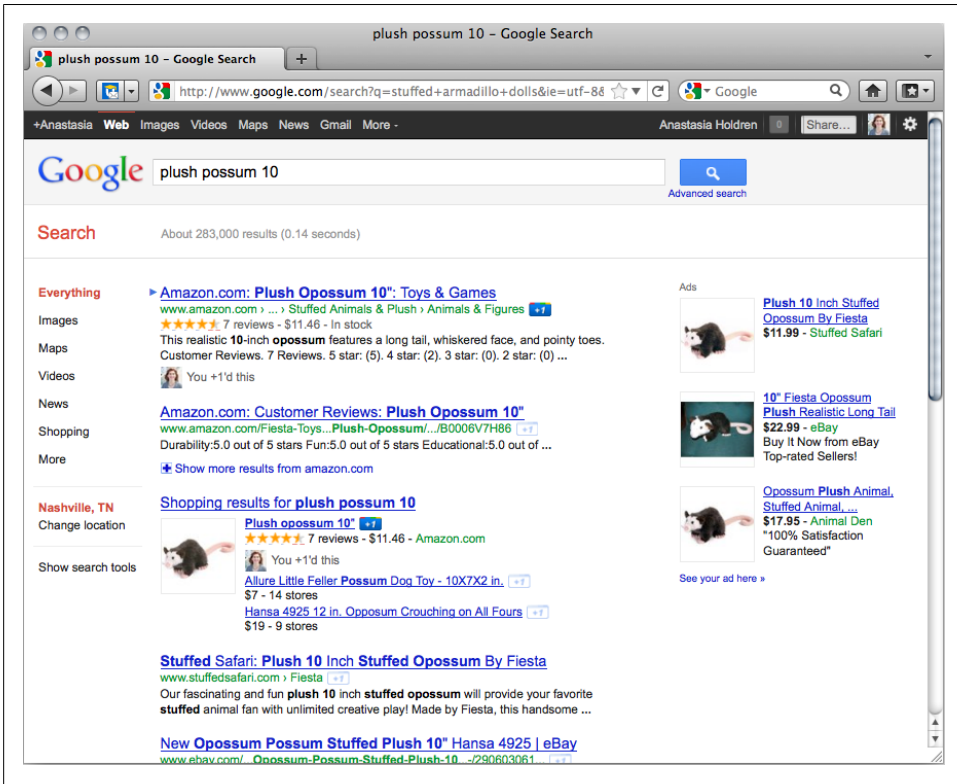 plush possum 10 – Google Search
plush possum 10 – Google Search
http://www.google.com/search?q=stuffed+armadillo+dolls&ie=utf-8&
Google
+Anastasia Web Images Videos Maps News Gmail More -
Anastasia Holdren 0 Share...
Google
plush possum 10
Advanced search
Search
About 283,000 results (0.14 seconds)
Everything
Images
Maps
Videos
News
Shopping
More
Nashville, TN
Change location
Show search tools
Amazon.com: Plush Opossum 10": Toys & Games
www.amazon.com › ... › Stuffed Animals & Plush › Animals & Figures +1
7 reviews - $11.46 - In stock
This realistic 10-inch opossum features a long tail, whiskered face, and pointy toes.
Customer Reviews. 7 Reviews. 5 star: (5). 4 star: (2). 3 star: (0). 2 star: (0) ...
You +1'd this
Amazon.com: Customer Reviews: Plush Opossum 10"
www.amazon.com/Fiesta-Toys...Plush-Opossum/.../B0006V7H86 +1
Durability:5.0 out of 5 stars Fun:5.0 out of 5 stars Educational:5.0 out of ...
Show more results from amazon.com
Shopping results for plush possum 10
Plush opossum 10" +1
7 reviews - $11.46 - Amazon.com
You +1'd this
Allure Little Feller Possum Dog Toy - 10X7X2 in. +1
$7 - 14 stores
Hansa 4925 12 in. Opposum Crouching on All Fours +1
$19 - 9 stores
Stuffed Safari: Plush 10 Inch Stuffed Opossum By Fiesta
www.stuffedsafari.com › Fiesta +1
Our fascinating and fun plush 10 inch stuffed opossum will provide your favorite
stuffed animal fan with unlimited creative play! Made by Fiesta, this handsome ...
New Opossum Possum Stuffed Plush 10" Hansa 4925 | eBay
www.ebay.com/...Opossum-Possum-Stuffed-Plush-10...-/290603061... +1
Ads
Plush 10 Inch Stuffed
Opossum By Fiesta
$11.99 - Stuffed Safari
10" Fiesta Opossum
Plush Realistic Long Tail
$22.99 - eBay
Buy It Now from eBay
Top-rated Sellers!
Opossum Plush Animal,
Stuffed Animal, ...
$17.95 - Animal Den
"100% Satisfaction
Guaranteed"
See your ad here »